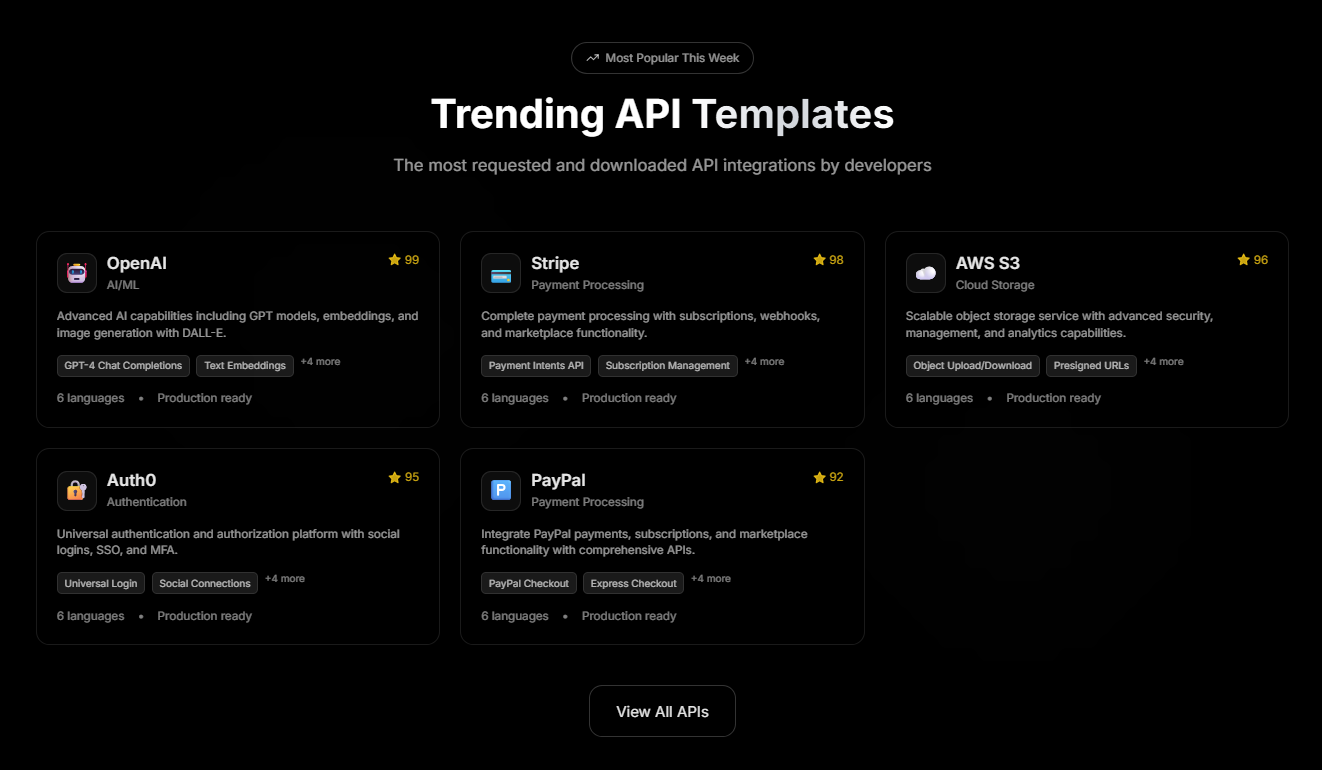 Most Popular This Week
Trending API Templates
The most requested and downloaded API integrations by developers
OpenAI
99
AI/ML
Advanced AI capabilities including GPT models, embeddings, and
image generation with DALL-E.
GPT-4 Chat Completions
Text Embeddings
+4 more
6 languages • Production ready
Stripe
98
Payment Processing
Complete payment processing with subscriptions, webhooks,
and marketplace functionality.
Payment Intents API
Subscription Management
+4 more
6 languages • Production ready
AWS S3
96
Cloud Storage
Scalable object storage service with advanced security,
management, and analytics capabilities.
Object Upload/Download
Presigned URLs
+4 more
6 languages • Production ready
Auth0
95
Authentication
Universal authentication and authorization platform with social
logins, SSO, and MFA.
Universal Login
Social Connections
+4 more
6 languages • Production ready
P
PayPal
92
Payment Processing
Integrate PayPal payments, subscriptions, and marketplace
functionality with comprehensive APIs.
PayPal Checkout
Express Checkout
+4 more
6 languages • Production ready
View All APIs